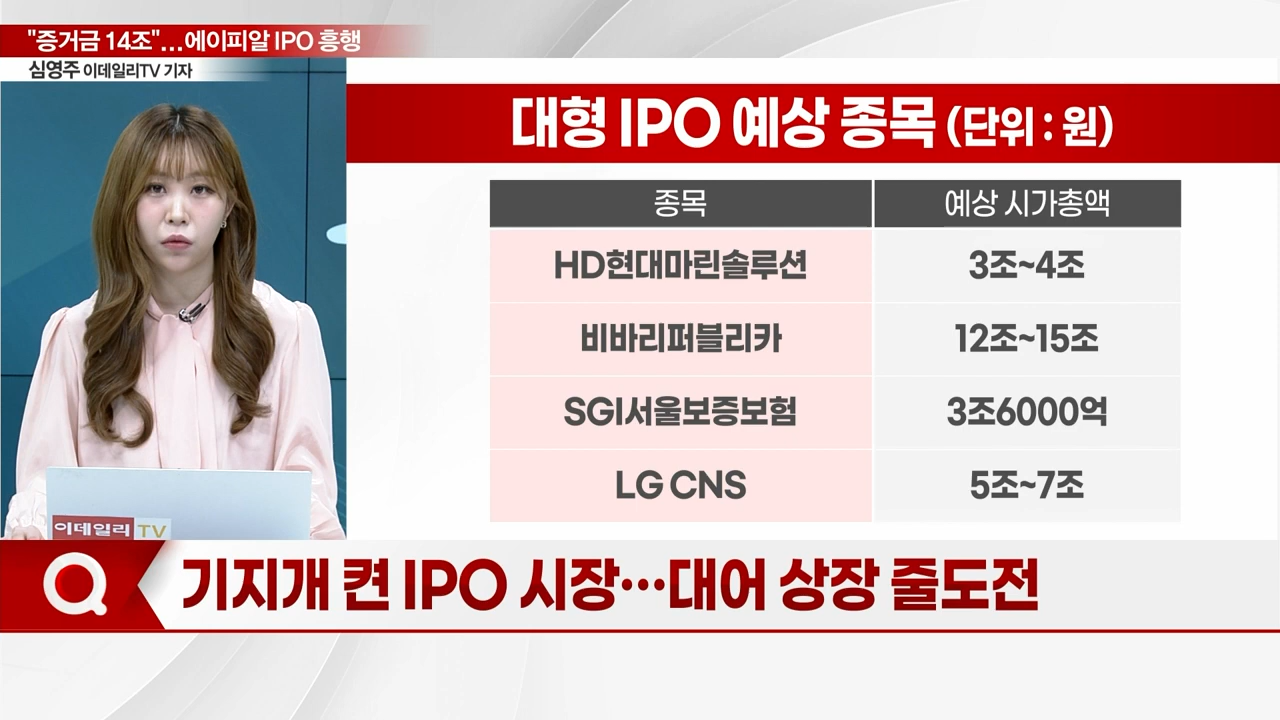 "증거금 14조"...에이피알 IPO 흥행
심영주 이데일리TV 기자
대형 IPO 예상 종목 (단위 : 원)
종목 예상 시가총액
HD현대마린솔루션 3조~4조
비바리퍼블리카 12조~15조
SGI서울보증보험 3조6000억
LG CNS 5조~7조
이데일리 TV
기지개 켠 IPO 시장…대어 상장 줄도전